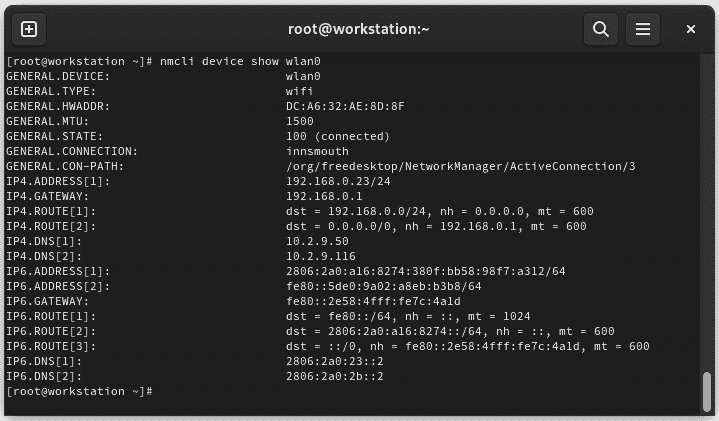 root@workstation:~
[root@workstation ~]# nmcli device show wlan0
GENERAL.DEVICE: wlan0
GENERAL.TYPE: wifi
GENERAL.HWADDR: DC:A6:32:AE:8D:8F
GENERAL.MTU: 1500
GENERAL.STATE: 100 (connected)
GENERAL.CONNECTION: innsmouth
GENERAL.CON-PATH: /org/freedesktop/NetworkManager/ActiveConnection/3
IP4.ADDRESS[1]: 192.168.0.23/24
IP4.GATEWAY: 192.168.0.1
IP4.ROUTE[1]: dst = 192.168.0.0/24, nh = 0.0.0.0, mt = 600
IP4.ROUTE[2]: dst = 0.0.0.0/0, nh = 192.168.0.1, mt = 600
IP4.DNS[1]: 10.2.9.50
IP4.DNS[2]: 10.2.9.116
IP6.ADDRESS[1]: 2806:2a0:a16:8274:380f:bb58:98f7:a312/64
IP6.ADDRESS[2]: fe80::5de0:9a02:a8eb:b3b8/64
IP6.GATEWAY: fe80::2e58:4fff:fe7c:4a1d
IP6.ROUTE[1]: dst = fe80::/64, nh = ::, mt = 1024
IP6.ROUTE[2]: dst = 2806:2a0:a16:8274::/64, nh = ::, mt = 600
IP6.ROUTE[3]: dst = ::/0, nh = fe80::2e58:4fff:fe7c:4a1d, mt = 600
IP6.DNS[1]: 2806:2a0:23::2
IP6.DNS[2]: 2806:2a0:2b::2
[root@workstation ~]#